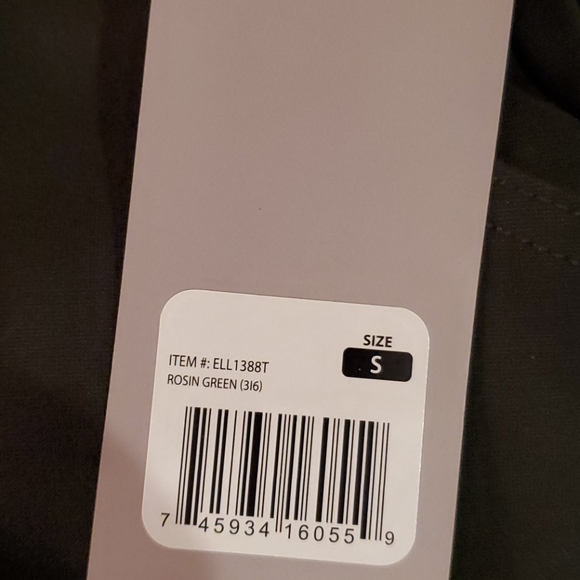 SIZE
S
ITEM #: ELL1388T
ROSIN GREEN (3I6)
7 45934 16055 9